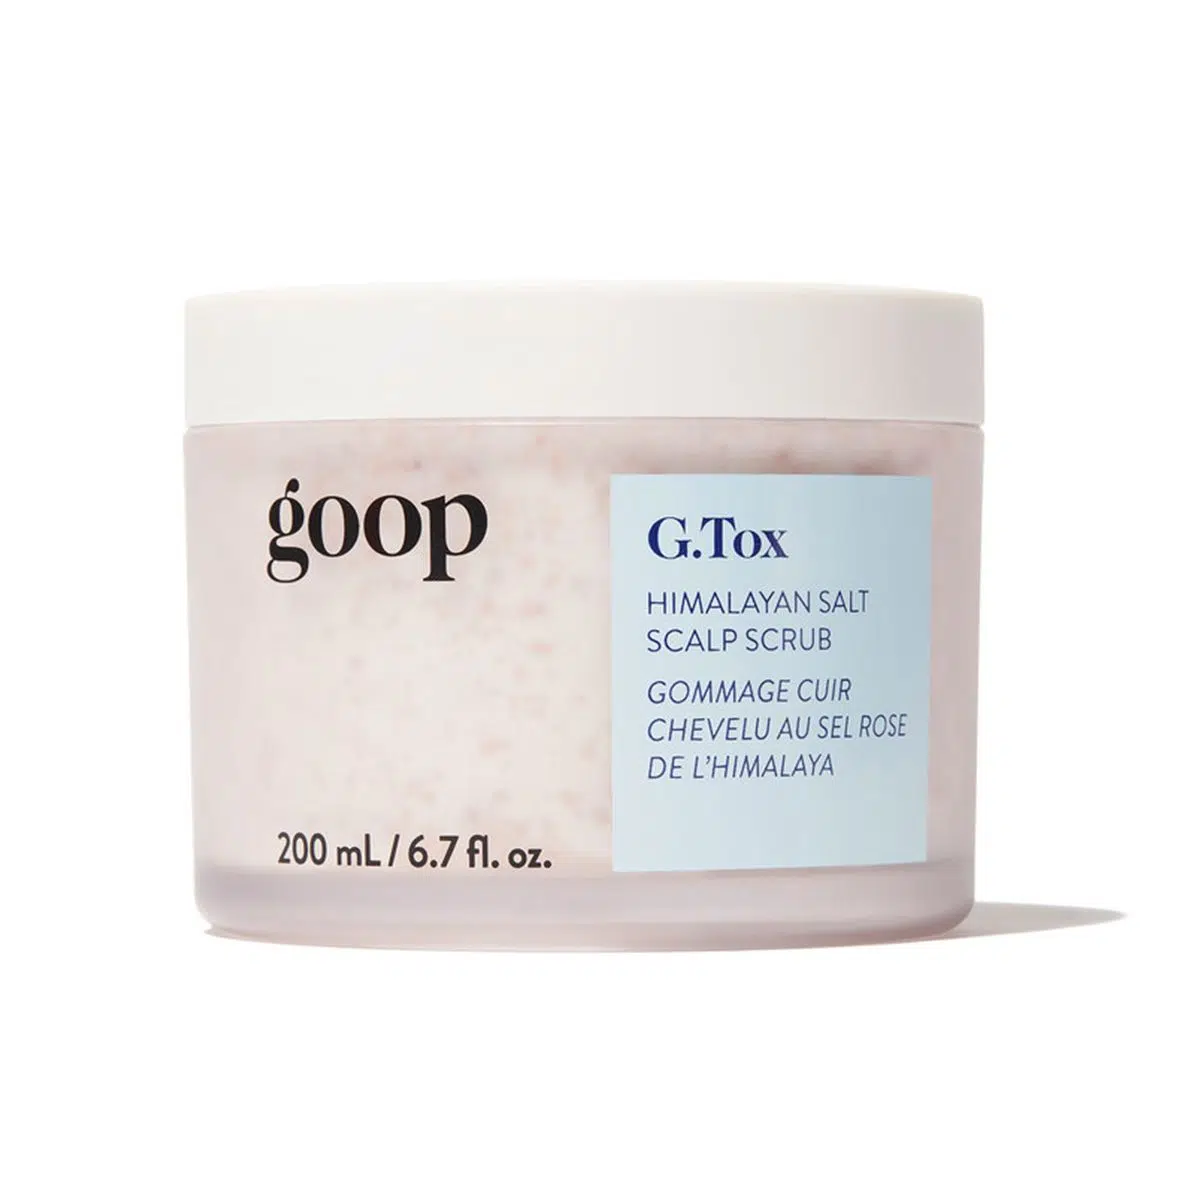 goop
200 mL / 6.7 fl. oz.
G.Tox
HIMALAYAN SALT
SCALP SCRUB
GOMMAGE CUIR
CHEVELU AU SEL ROSE
DE L'HIMALAYA